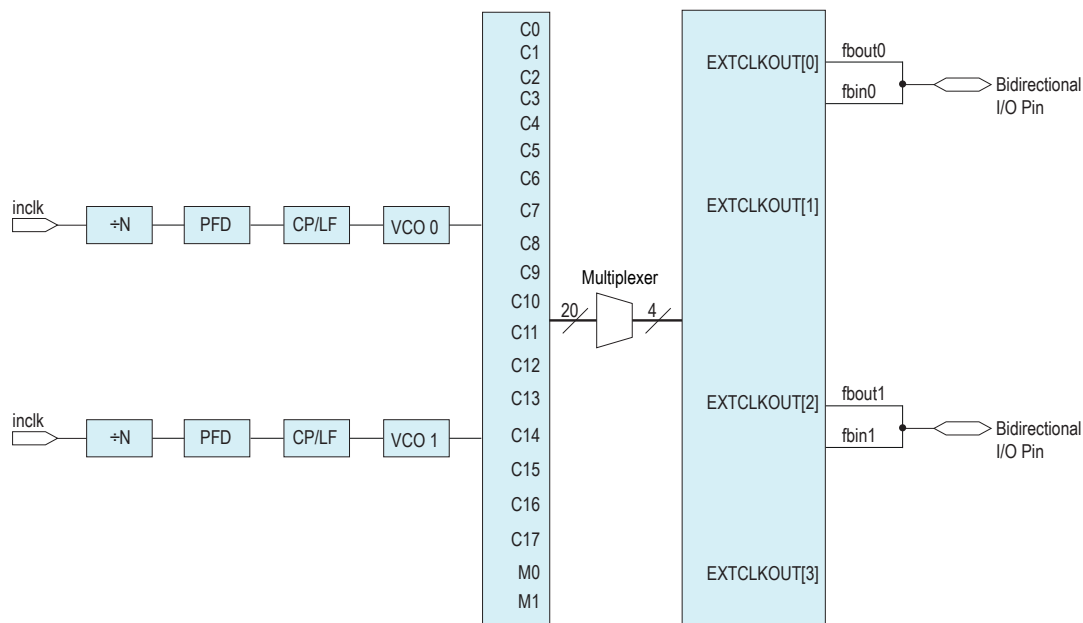 inclk
÷N
PFD
CP/LF
VCO 0
inclk
÷N
PFD
CP/LF
VCO 1
C0
C1
C2
C3
C4
C5
C6
C7
C8
C9
C10
C11
C12
C13
C14
C15
C16
C17
M0
M1
Multiplexer
20
4
EXTCLKOUT[0]
EXTCLKOUT[1]
EXTCLKOUT[2]
EXTCLKOUT[3]
fbout0
fbin0
Bidirectional
I/O Pin
fbout1
fbin1
Bidirectional
I/O Pin